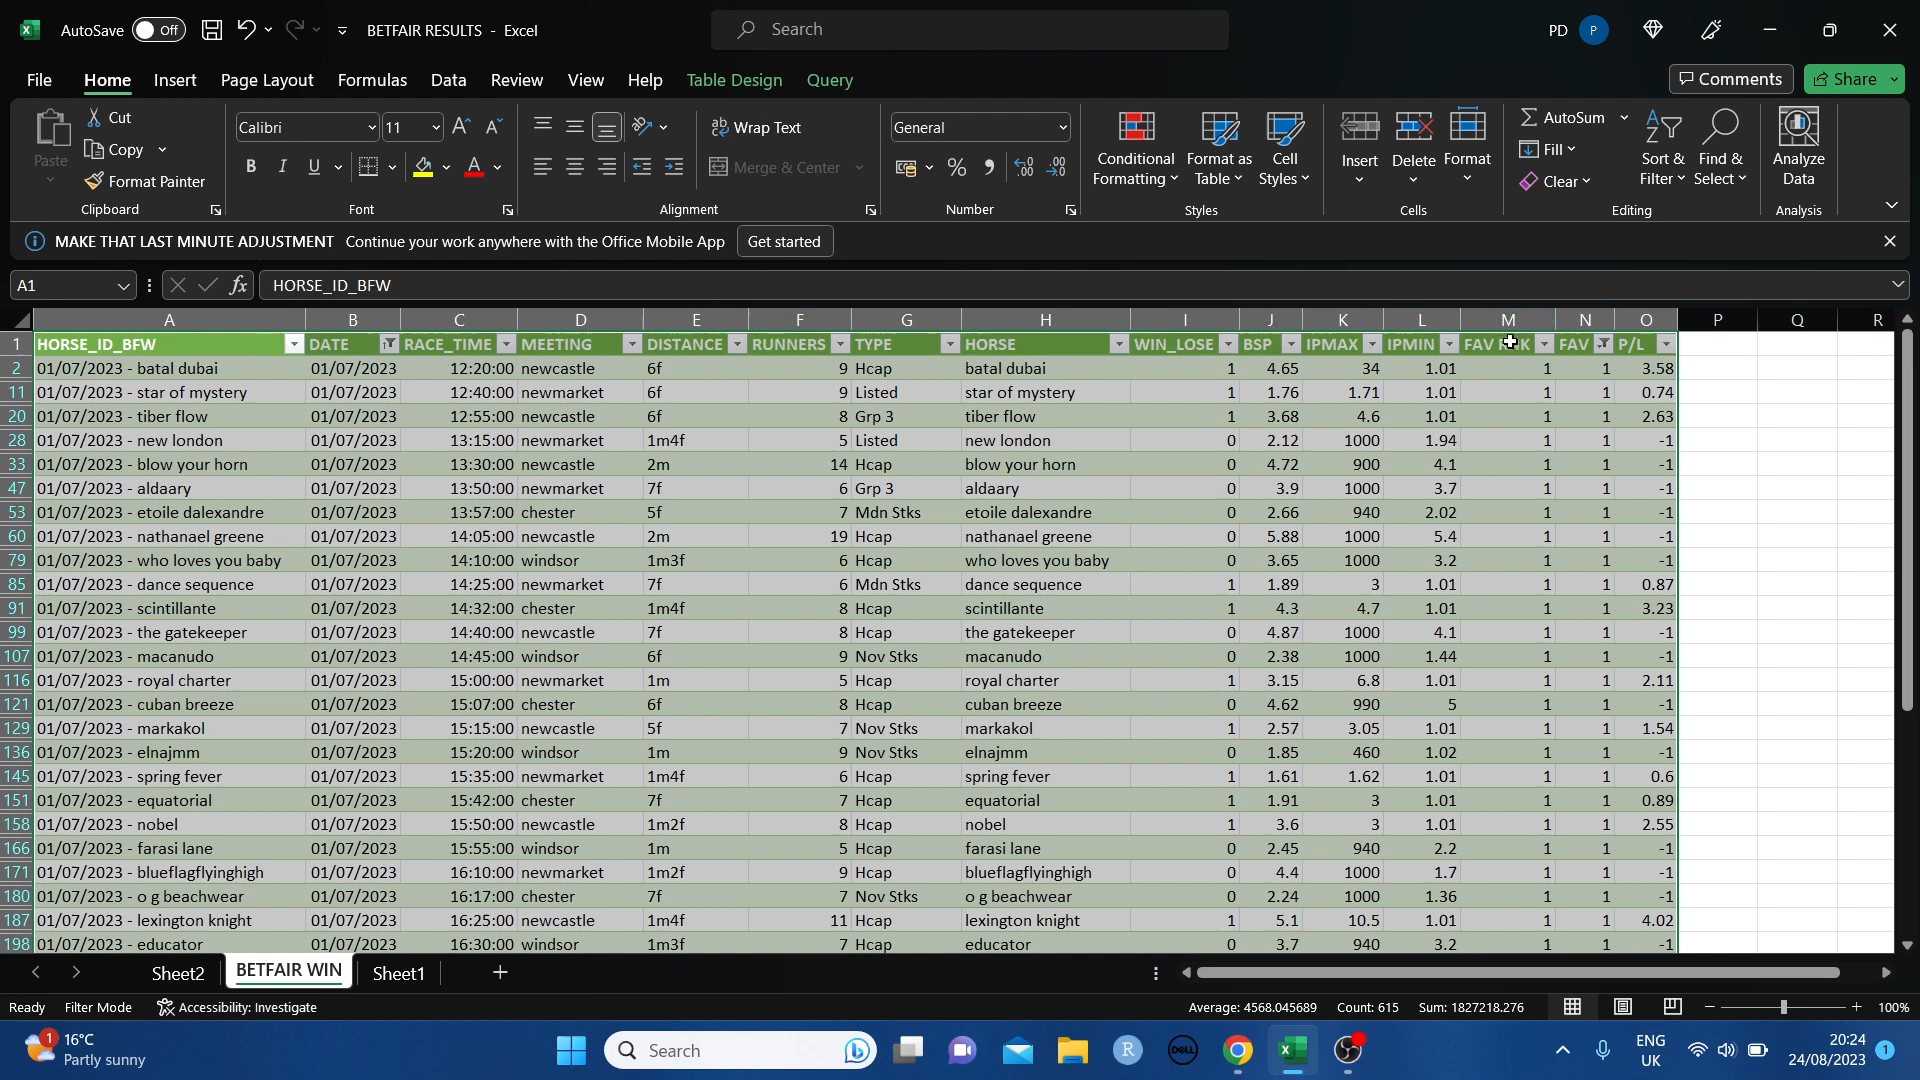 AutoSave Off BETFAIR RESULTS - Excel Search PD P
File Home Insert Page Layout Formulas Data Review View Help Table Design Query Comments Share
Paste Cut Copy Format Painter Clipboard
Calibri 11 B I U A Font
Wrap Text Merge & Center Alignment
General % Number
Conditional Formatting Format as Table Cell Styles Styles
Insert Delete Format Cells
AutoSum Fill Clear Sort & Filter Find & Select Editing
Analyze Data Analysis
MAKE THAT LAST MINUTE ADJUSTMENT Continue your work anywhere with the Office Mobile App Get started
A1 fx HORSE_ID_BFW
A B C D E F G H I J K L M N O P Q R
1 HORSE_ID_BFW DATE RACE_TIME MEETING DISTANCE RUNNERS TYPE HORSE WIN_LOSE BSP IPMAX IPMIN FAV FAV P/L
2 01/07/2023 - batal dubai 01/07/2023 12:20:00 newcastle 6f 9 Hcap batal dubai 1 4.65 34 1.01 1 1 3.58
11 01/07/2023 - star of mystery 01/07/2023 12:40:00 newmarket 6f 9 Listed star of mystery 1 1.76 1.71 1.01 1 1 0.74
20 01/07/2023 - tiber flow 01/07/2023 12:55:00 newcastle 6f 8 Grp 3 tiber flow 1 3.68 4.6 1.01 1 1 2.63
28 01/07/2023 - new london 01/07/2023 13:15:00 newmarket 1m4f 5 Listed new london 0 2.12 1000 1.94 1 1 -1
33 01/07/2023 - blow your horn 01/07/2023 13:30:00 newcastle 2m 14 Hcap blow your horn 0 4.72 900 4.1 1 1 -1
47 01/07/2023 - aldaary 01/07/2023 13:50:00 newmarket 7f 6 Grp 3 aldaary 0 3.9 1000 3.7 1 1 -1
53 01/07/2023 - etoile dalexandre 01/07/2023 13:57:00 chester 5f 7 Mdn Stks etoile dalexandre 0 2.66 940 2.02 1 1 -1
60 01/07/2023 - nathanael greene 01/07/2023 14:05:00 newcastle 2m 19 Hcap nathanael greene 0 5.88 1000 5.4 1 1 -1
79 01/07/2023 - who loves you baby 01/07/2023 14:10:00 windsor 1m3f 6 Hcap who loves you baby 0 3.65 1000 3.2 1 1 -1
85 01/07/2023 - dance sequence 01/07/2023 14:25:00 newmarket 7f 6 Mdn Stks dance sequence 1 1.89 3 1.01 1 1 0.87
91 01/07/2023 - scintillante 01/07/2023 14:32:00 chester 1m4f 8 Hcap scintillante 1 4.3 4.7 1.01 1 1 3.23
99 01/07/2023 - the gatekeeper 01/07/2023 14:40:00 newcastle 7f 8 Hcap the gatekeeper 0 4.87 1000 4.1 1 1 -1
107 01/07/2023 - macanudo 01/07/2023 14:45:00 windsor 6f 9 Nov Stks macanudo 0 2.38 1000 1.44 1 1 -1
116 01/07/2023 - royal charter 01/07/2023 15:00:00 newmarket 1m 5 Hcap royal charter 1 3.15 6.8 1.01 1 1 2.11
121 01/07/2023 - cuban breeze 01/07/2023 15:07:00 chester 6f 8 Hcap cuban breeze 0 4.62 990 5 1 1 -1
129 01/07/2023 - markakol 01/07/2023 15:15:00 newcastle 5f 7 Nov Stks markakol 1 2.57 3.05 1.01 1 1 1.54
136 01/07/2023 - elnajmm 01/07/2023 15:20:00 windsor 1m 9 Nov Stks elnajmm 0 1.85 460 1.02 1 1 -1
145 01/07/2023 - spring fever 01/07/2023 15:35:00 newmarket 1m4f 6 Hcap spring fever 1 1.61 1.62 1.01 1 1 0.6
151 01/07/2023 - equatorial 01/07/2023 15:42:00 chester 7f 7 Hcap equatorial 1 1.91 3 1.01 1 1 0.89
158 01/07/2023 - nobel 01/07/2023 15:50:00 newcastle 1m2f 8 Hcap nobel 1 3.6 3 1.01 1 1 2.55
166 01/07/2023 - farasi lane 01/07/2023 15:55:00 windsor 1m 5 Hcap farasi lane 0 2.45 940 2.2 1 1 -1
171 01/07/2023 - blueflagflyinghigh 01/07/2023 16:10:00 newmarket 1m2f 9 Hcap blueflagflyinghigh 0 4.4 1000 1.7 1 1 -1
180 01/07/2023 - o g beachwear 01/07/2023 16:17:00 chester 7f 7 Nov Stks o g beachwear 0 2.24 1000 1.36 1 1 -1
187 01/07/2023 - lexington knight 01/07/2023 16:25:00 newcastle 1m4f 11 Hcap lexington knight 1 5.1 10.5 1.01 1 1 4.02
198 01/07/2023 - educator 01/07/2023 16:30:00 windsor 1m3f 7 Hcap educator 0 3.7 940 3.2 1 1 -1
Sheet2 BETFAIR WIN Sheet1
Ready Filter Mode Accessibility: Investigate Average: 4568.045689 Count: 615 Sum: 1827218.276 100%
1 16°C Partly sunny Search R DELL ENG UK 20:24 24/08/2023 1